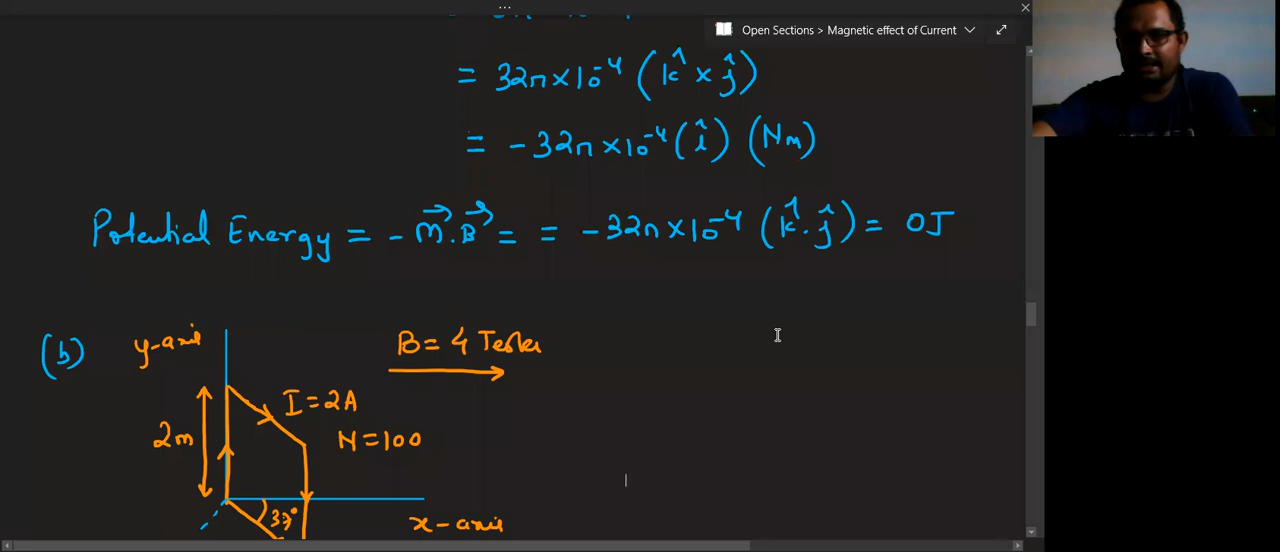 Open Sections > Magnetic effect of Current
= 32π×10⁻⁴ (k̂ × ĵ)
= -32π×10⁻⁴ (î) (Nm)
Potential Energy = - M⃗.B⃗ = = -32π×10⁻⁴ (k̂.ĵ) = 0J
(b)
y-axis
B = 4 Tesla
I = 2A
2m
N = 100
37°
x-axis